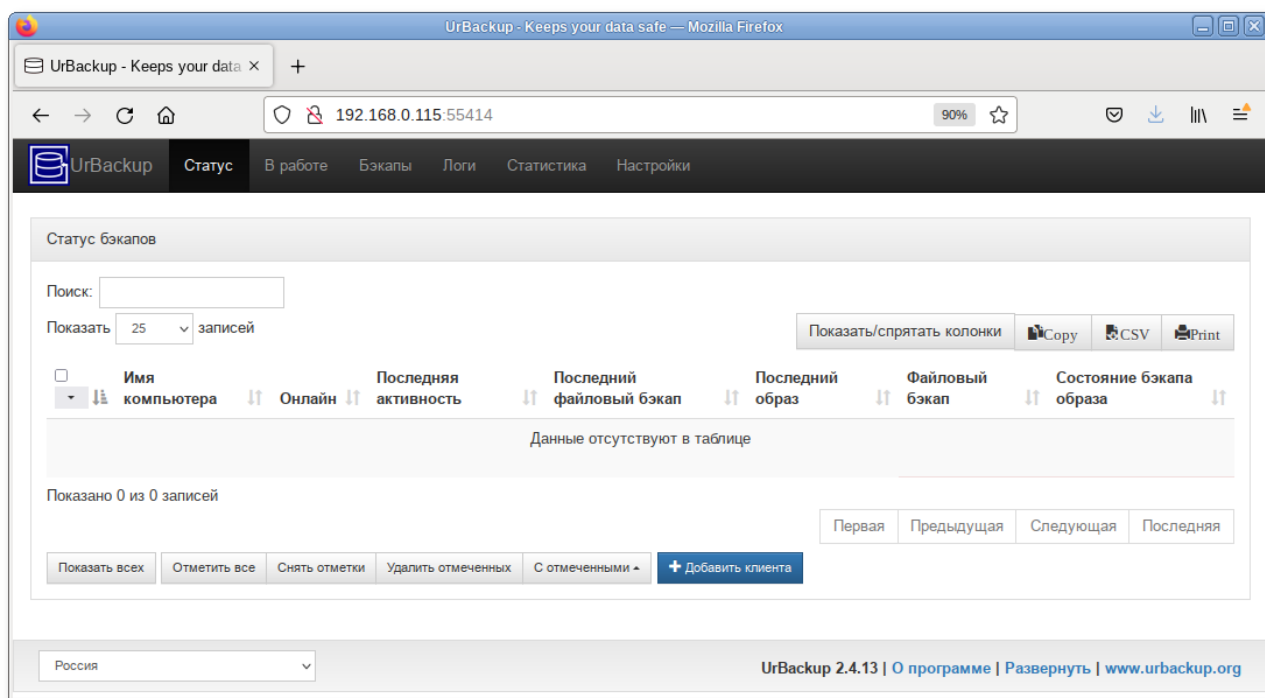 UrBackup - Keeps your data safe — Mozilla Firefox
UrBackup - Keeps your data
192.168.0.115:55414
90%
UrBackup Статус В работе Бэкапы Логи Статистика Настройки
Статус бэкапов
Поиск:
Показать 25 записей
Показать/спрятать колонки Copy CSV Print
Имя компьютера Онлайн Последняя активность Последний файловый бэкап Последний образ Файловый бэкап Состояние бэкапа образа
Данные отсутствуют в таблице
Показано 0 из 0 записей
Первая Предыдущая Следующая Последняя
Показать всех Отметить все Снять отметки Удалить отмеченных С отмеченными Добавить клиента
Россия
UrBackup 2.4.13 | О программе | Развернуть | www.urbackup.org